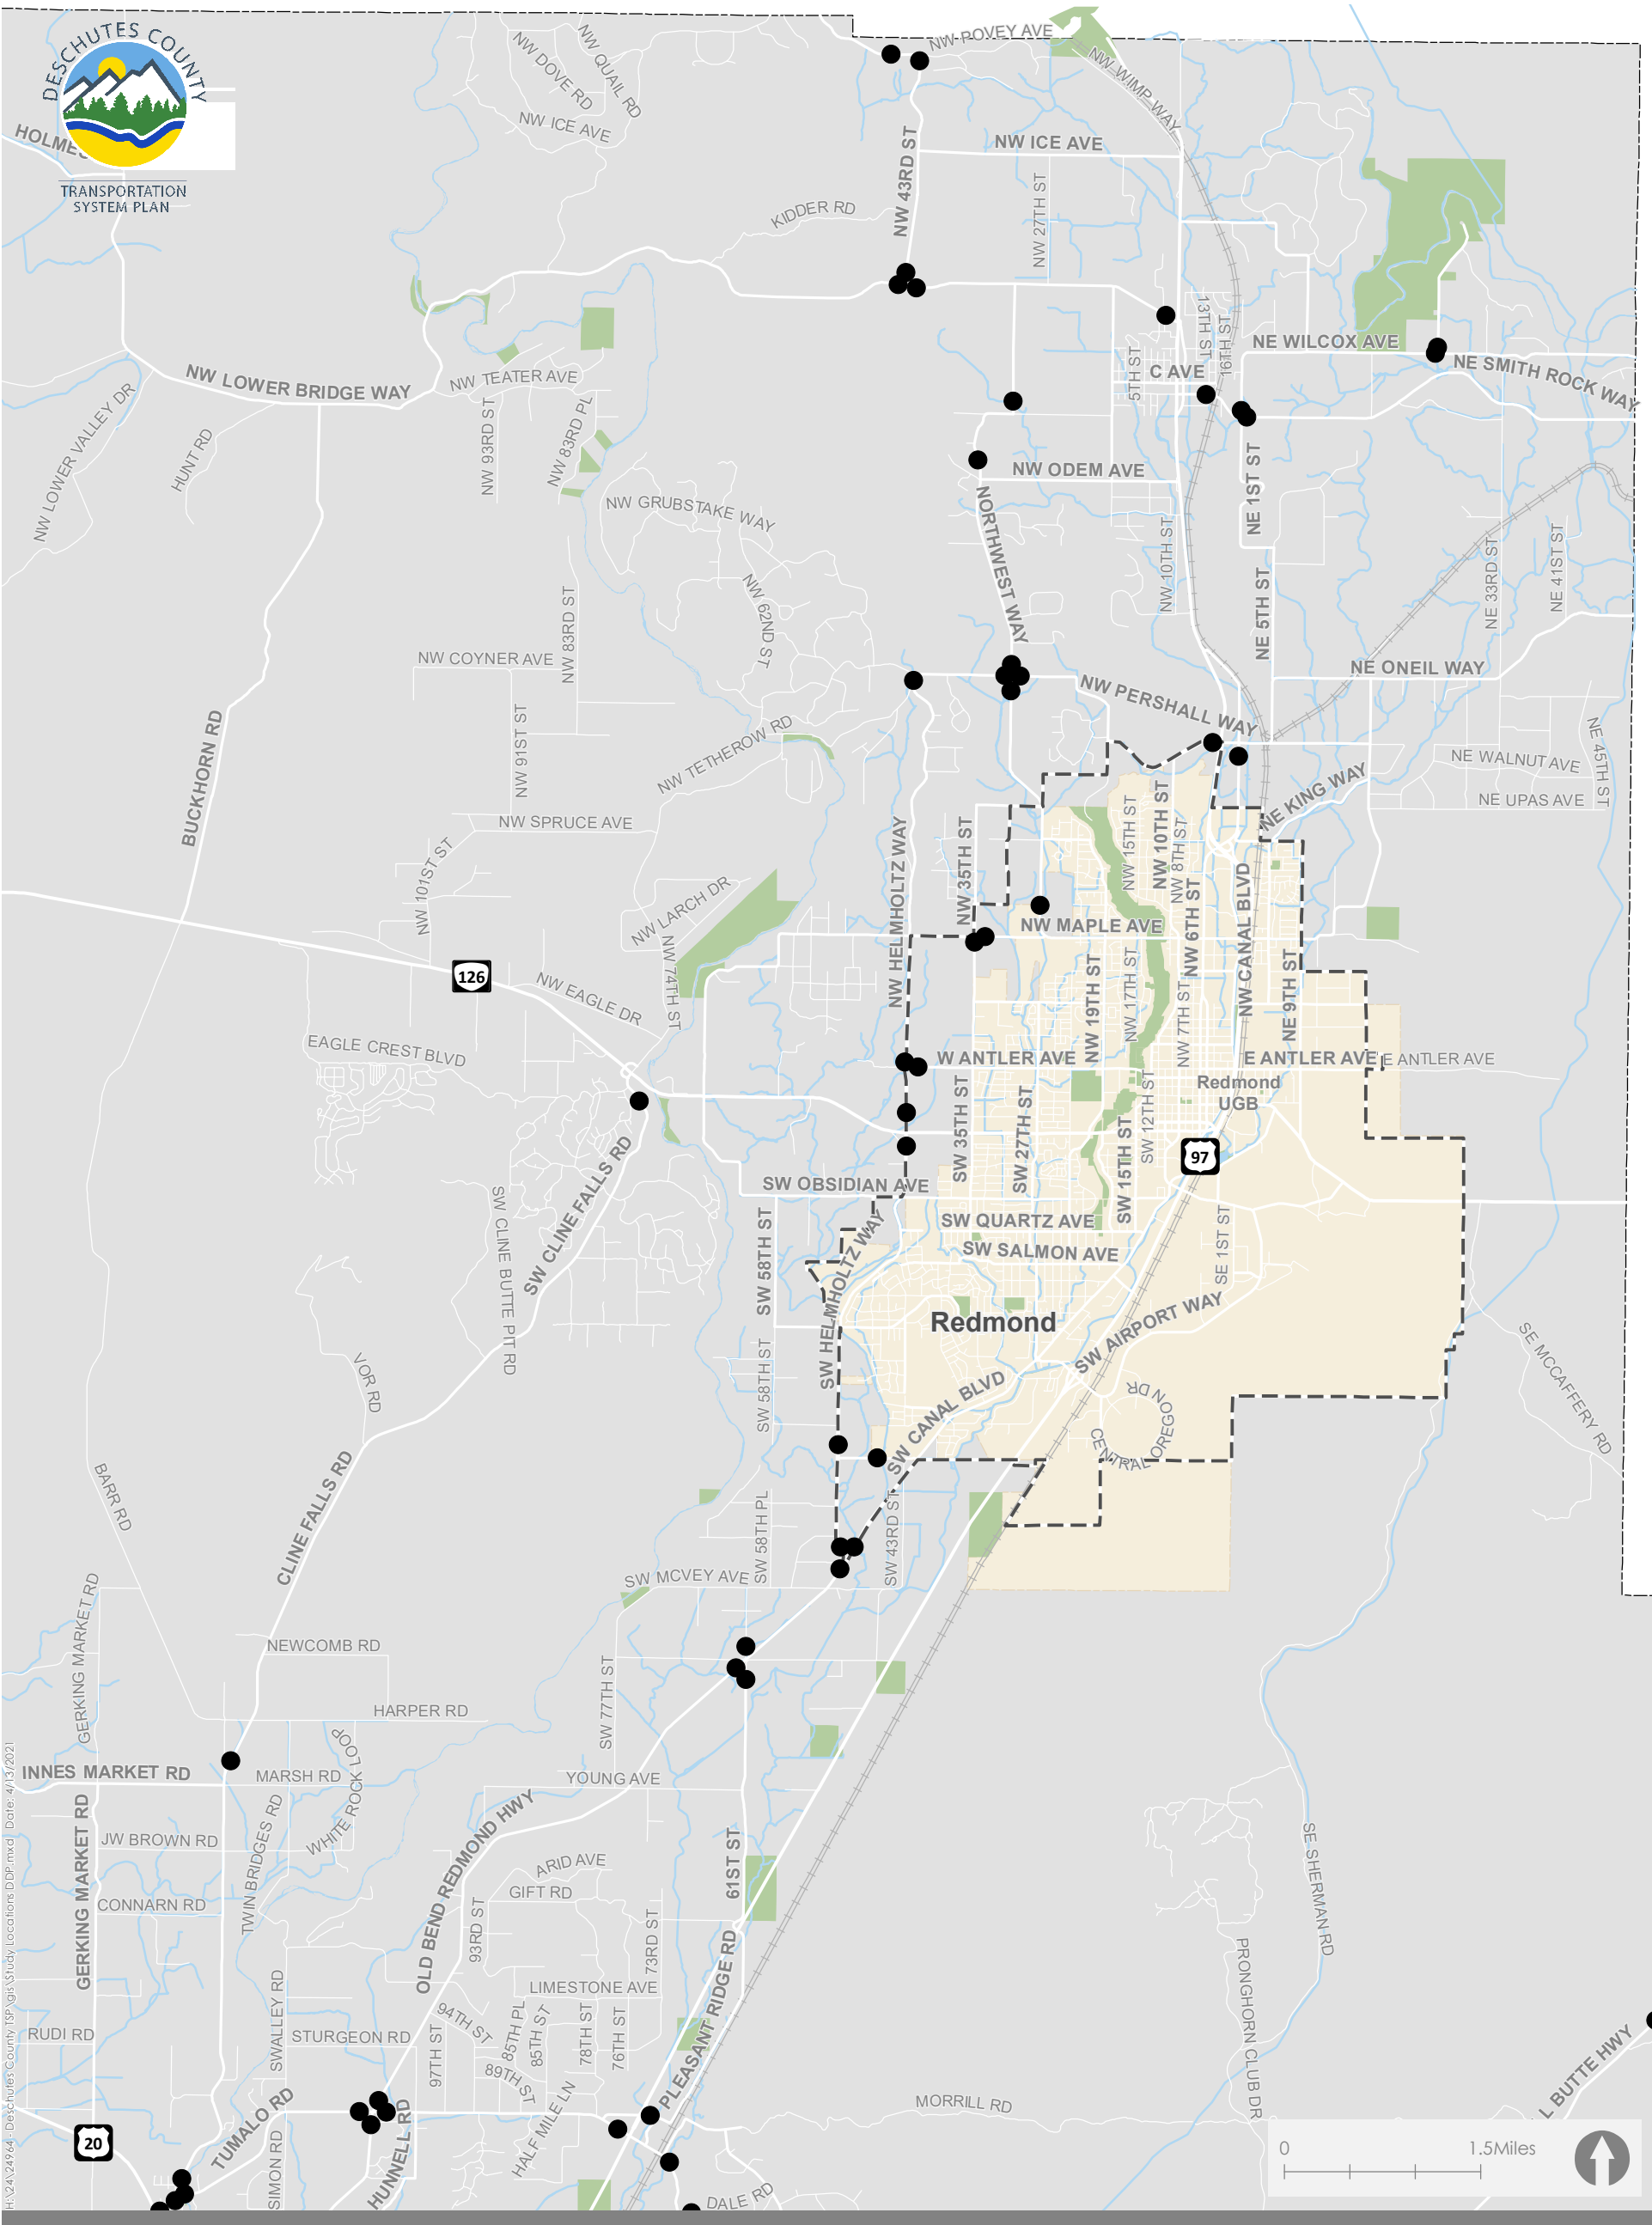 DESCHUTES COUNTY
TRANSPORTATION
SYSTEM PLAN
NW POVEY AVE
NW WIMP WAY
NW DOVE RD
NW QUAIL RD
NW ICE AVE
NW ICE AVE
NW 43RD ST
NW 27TH ST
KIDDER RD
13TH ST
16TH ST
5TH ST
C AVE
NE WILCOX AVE
NE SMITH ROCK WAY
NW LOWER BRIDGE WAY
NW TEATER AVE
NW LOWER VALLEY DR
HUNT RD
NW 93RD ST
NW 83RD PL
NW ODEM AVE
NE 1ST ST
NW GRUBSTAKE WAY
NORTHWEST WAY
NW 10TH ST
NE 5TH ST
NE 33RD ST
NE 41ST ST
NW 62ND ST
NW 83RD ST
NW COYNER AVE
NE ONEIL WAY
NW PERSHALL WAY
BUCKHORN RD
NW 91ST ST
NW TETHEROW RD
NE 45TH ST
NE WALNUT AVE
NE KING WAY
NE UPAS AVE
NW SPRUCE AVE
NW 101ST ST
NW HELMHOLTZ WAY
NW 35TH ST
NW 15TH ST
NW 10TH ST
NW 8TH ST
NW 6TH ST
NW CANAL BLVD
NW LARCH DR
NW MAPLE AVE
NW 74TH ST
126
NW EAGLE DR
NW 19TH ST
NW 17TH ST
NW 7TH ST
NE 9TH ST
EAGLE CREST BLVD
W ANTLER AVE
E ANTLER AVE
E ANTLER AVE
Redmond
UGB
SW 35TH ST
SW 27TH ST
SW 12TH ST
SW 15TH ST
97
SW CLINE FALLS RD
SW CLINE BUTTE PIT RD
SW OBSIDIAN AVE
SW 58TH ST
SW QUARTZ AVE
SW SALMON AVE
SE 1ST ST
SW HELMHOLTZ WAY
Redmond
SW AIRPORT WAY
SE MCCAFFERY RD
VOR RD
SW 58TH ST
SW CANAL BLVD
CENTRAL OREGON DR
BARR RD
CLINE FALLS RD
SW 58TH PL
SW 43RD ST
SW MCVEY AVE
GERKING MARKET RD
NEWCOMB RD
SW 77TH ST
HARPER RD
INNES MARKET RD
MARSH RD
WHITE ROCK LOOP
YOUNG AVE
JW BROWN RD
TWIN BRIDGES RD
OLD BEND REDMOND HWY
ARID AVE
GIFT RD
61ST ST
SE SHERMAN RD
GERKING MARKET RD
CONNARN RD
93RD ST
73RD ST
LIMESTONE AVE
PLEASANT RIDGE RD
PRONGHORN CLUB DR
RUDI RD
SWALLEY RD
STURGEON RD
94TH ST
85TH PL
85TH ST
78TH ST
76TH ST
97TH ST
89TH ST
HALF MILE LN
MORRILL RD
L BUTTE HWY
20
TUMALO RD
SIMON RD
HUNNELL RD
DALE RD
0
1.5Miles
H:\24\24964 - Deschutes County TSP\gis\Study Locations DDP.mxd Date: 4/13/2021